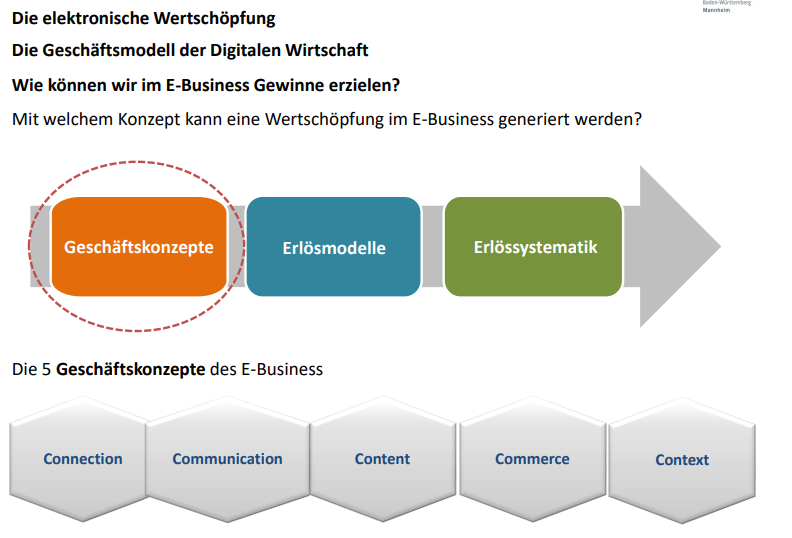 Baden-Württemberg
Mannheim
Die elektronische Wertschöpfung
Die Geschäftsmodell der Digitalen Wirtschaft
Wie können wir im E-Business Gewinne erzielen?
Mit welchem Konzept kann eine Wertschöpfung im E-Business generiert werden?
Geschäftskonzepte
Erlösmodelle
Erlössystematik
Die 5 Geschäftskonzepte des E-Business
Connection
Communication
Content
Commerce
Context